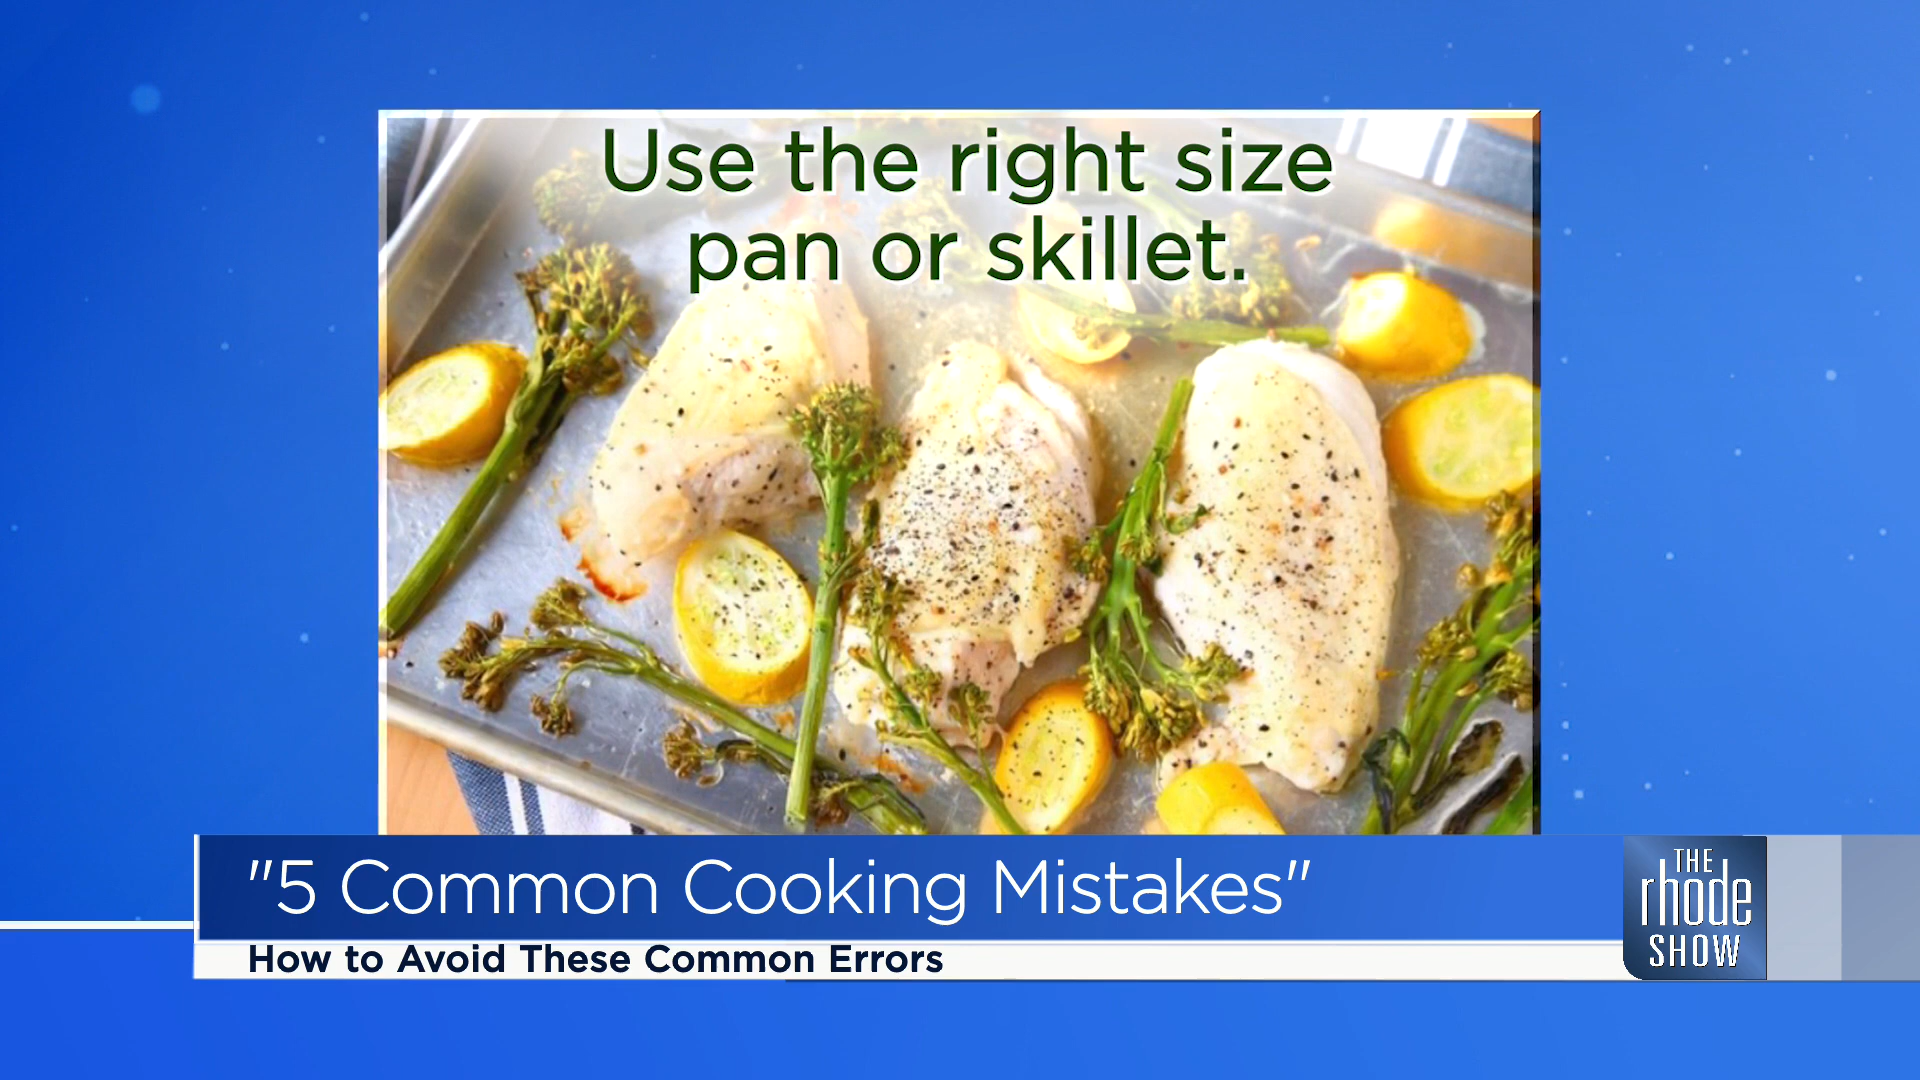 Use the right size
pan or skillet.
"5 Common Cooking Mistakes"
How to Avoid These Common Errors
THE
rhode
SHOW